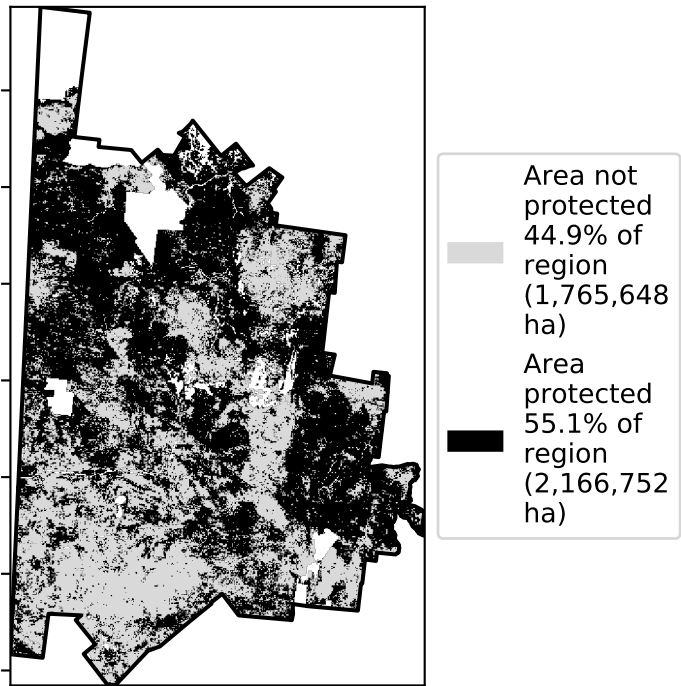 Area not
protected
44.9% of
region
(1,765,648
ha)
Area
protected
55.1% of
region
(2,166,752
ha)